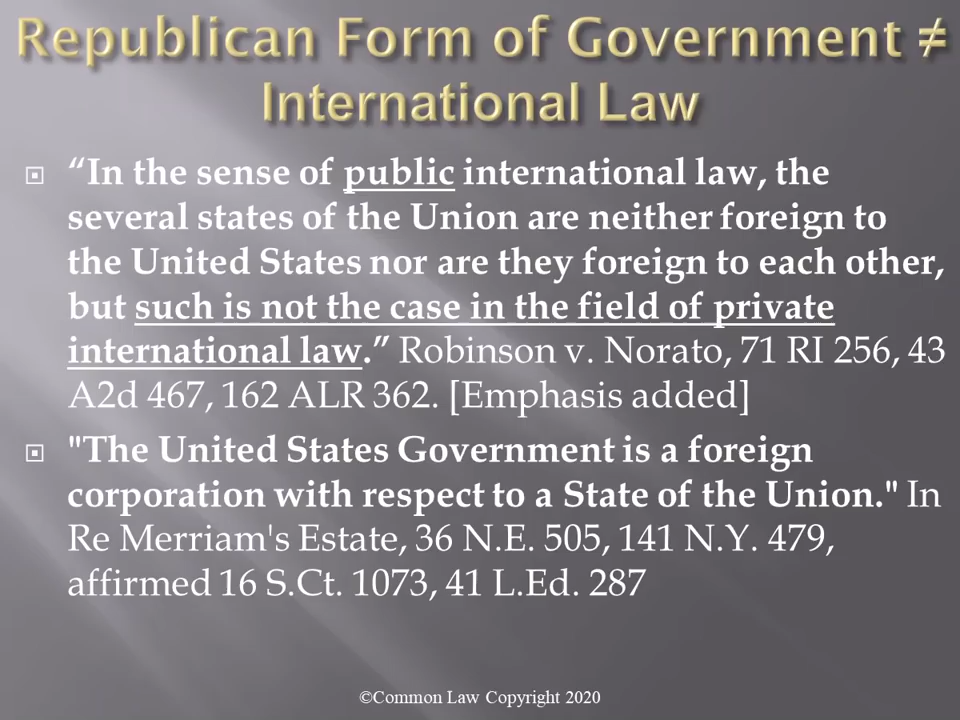 Republican Form of Government ≠
International Law
“In the sense of public international law, the
several states of the Union are neither foreign to
the United States nor are they foreign to each other,
but such is not the case in the field of private
international law.” Robinson v. Norato, 71 RI 256, 43
A2d 467, 162 ALR 362. [Emphasis added]
"The United States Government is a foreign
corporation with respect to a State of the Union." In
Re Merriam's Estate, 36 N.E. 505, 141 N.Y. 479,
affirmed 16 S.Ct. 1073, 41 L.Ed. 287
©Common Law Copyright 2020